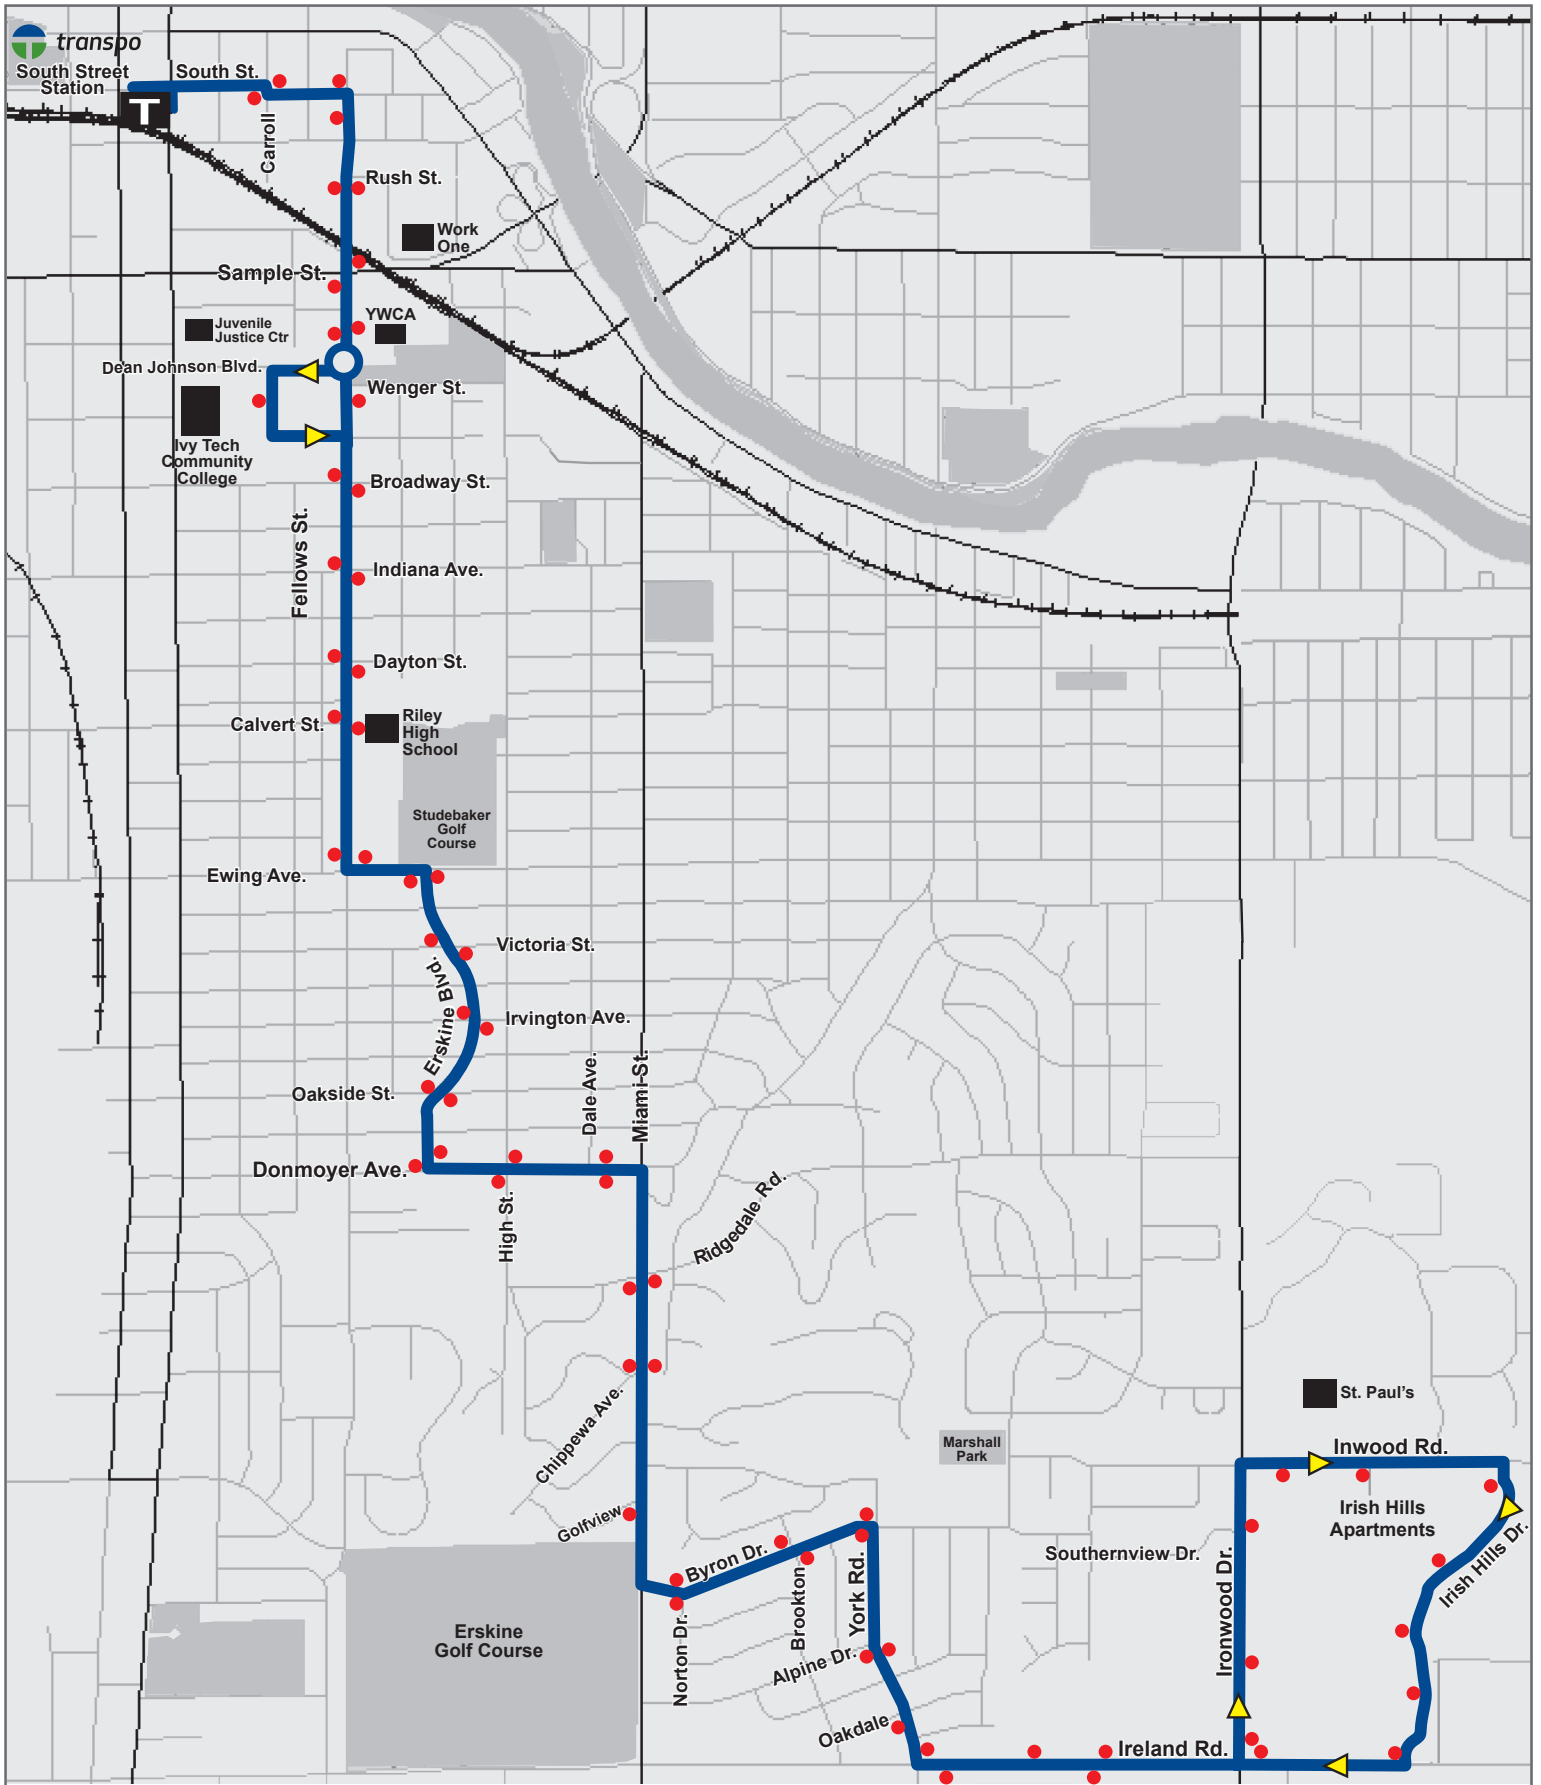 transpo
South Street
Station
South St.
T
Carroll
Rush St.
Work
One
Sample St.
YWCA
Juvenile
Justice Ctr
Dean Johnson Blvd.
Wenger St.
Ivy Tech
Community
College
Broadway St.
Fellows St.
Indiana Ave.
Dayton St.
Calvert St.
Riley
High
School
Studebaker
Golf
Course
Ewing Ave.
Victoria St.
Erskine Blvd.
Irvington Ave.
Oakside St.
Dale Ave.
Miami St.
Donmoyer Ave.
High St.
Ridgedale Rd.
Chippewa Ave.
St. Paul's
Marshall
Park
Inwood Rd.
Golfview
Irish Hills
Apartments
Irish Hills Dr.
Byron Dr.
Southernview Dr.
Brookton
York Rd.
Ironwood Dr.
Erskine
Golf Course
Norton Dr.
Alpine Dr.
Oakdale
Ireland Rd.